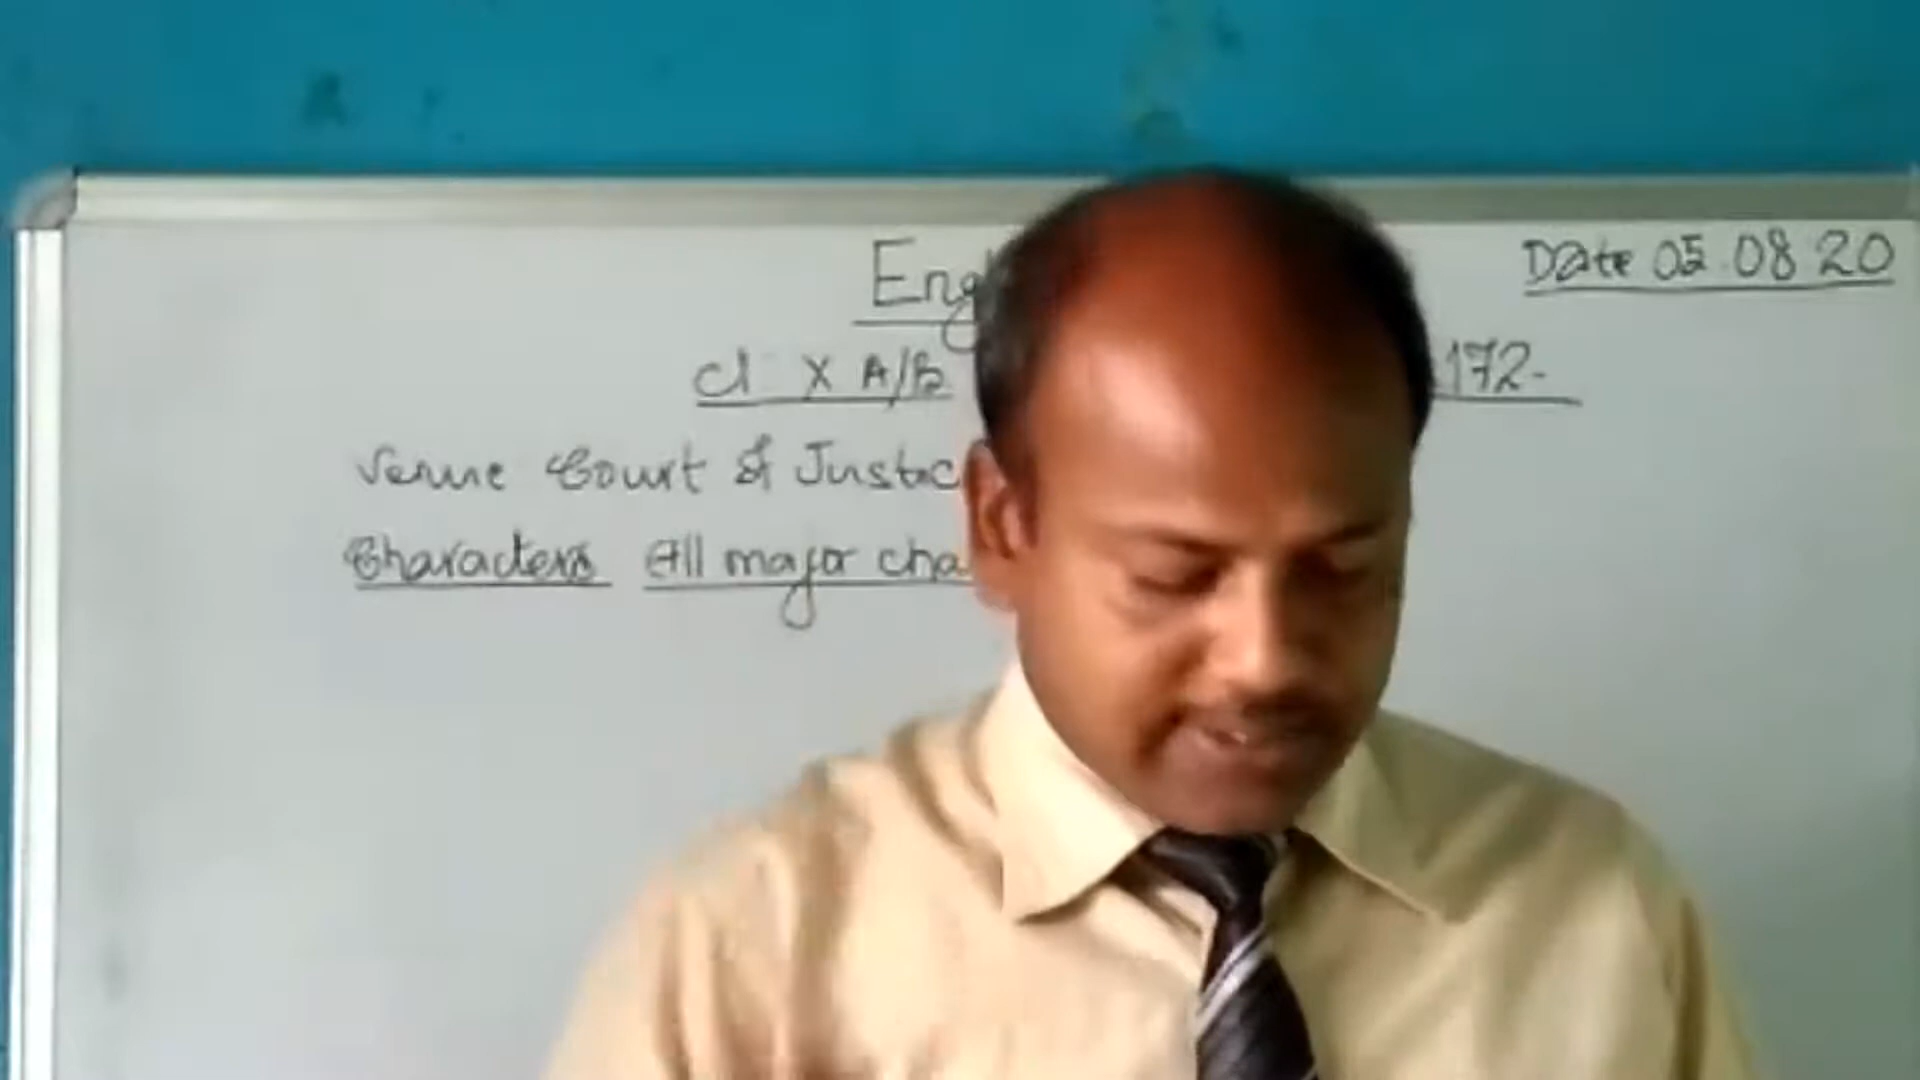 Eng
Date 05.08 20
Cl X A/B 172-
Venue Court of Justic
Characters All major cha